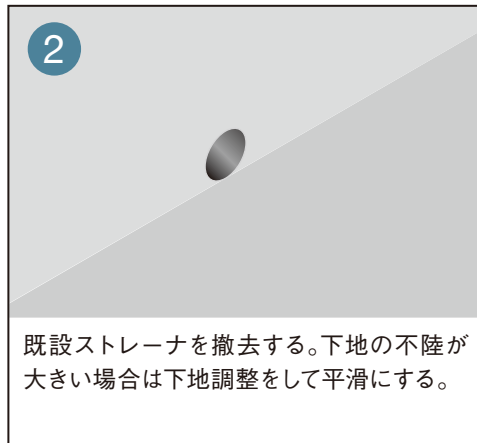 2
既設ストレーナを撤去する。下地の不陸が
大きい場合は下地調整をして平滑にする。